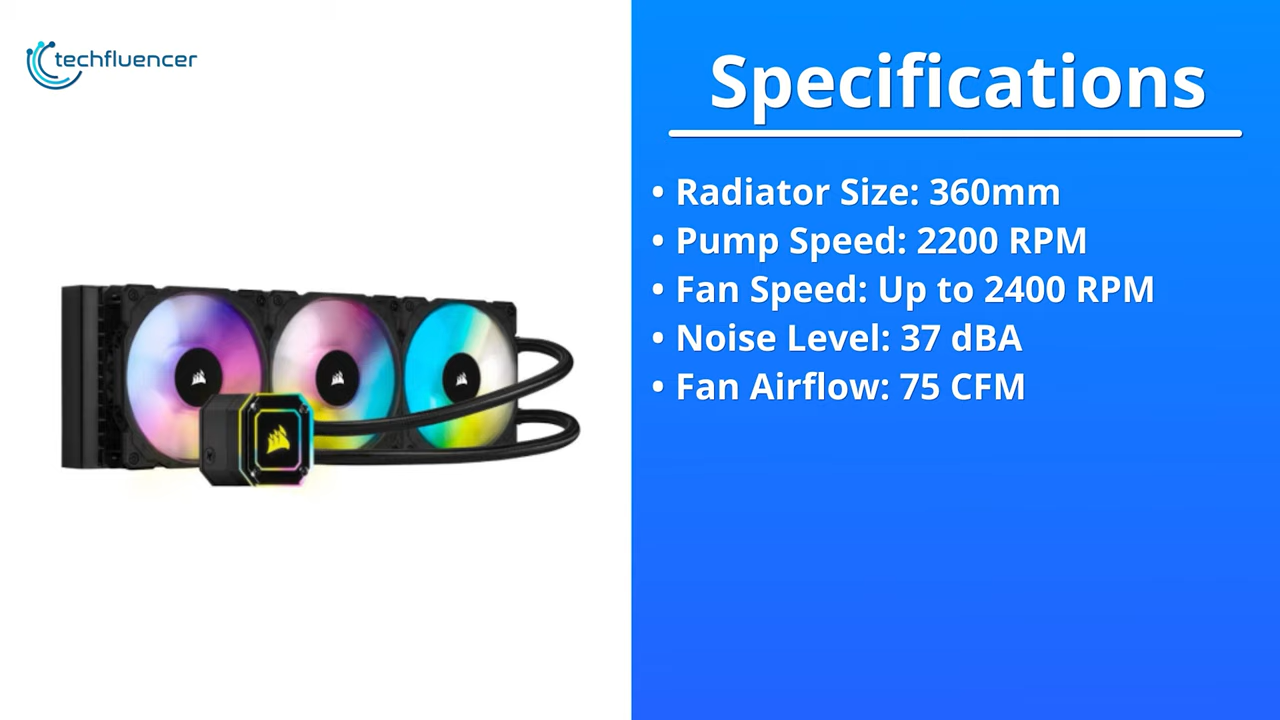 techfluencer
Specifications
• Radiator Size: 360mm
• Pump Speed: 2200 RPM
• Fan Speed: Up to 2400 RPM
• Noise Level: 37 dBA
• Fan Airflow: 75 CFM